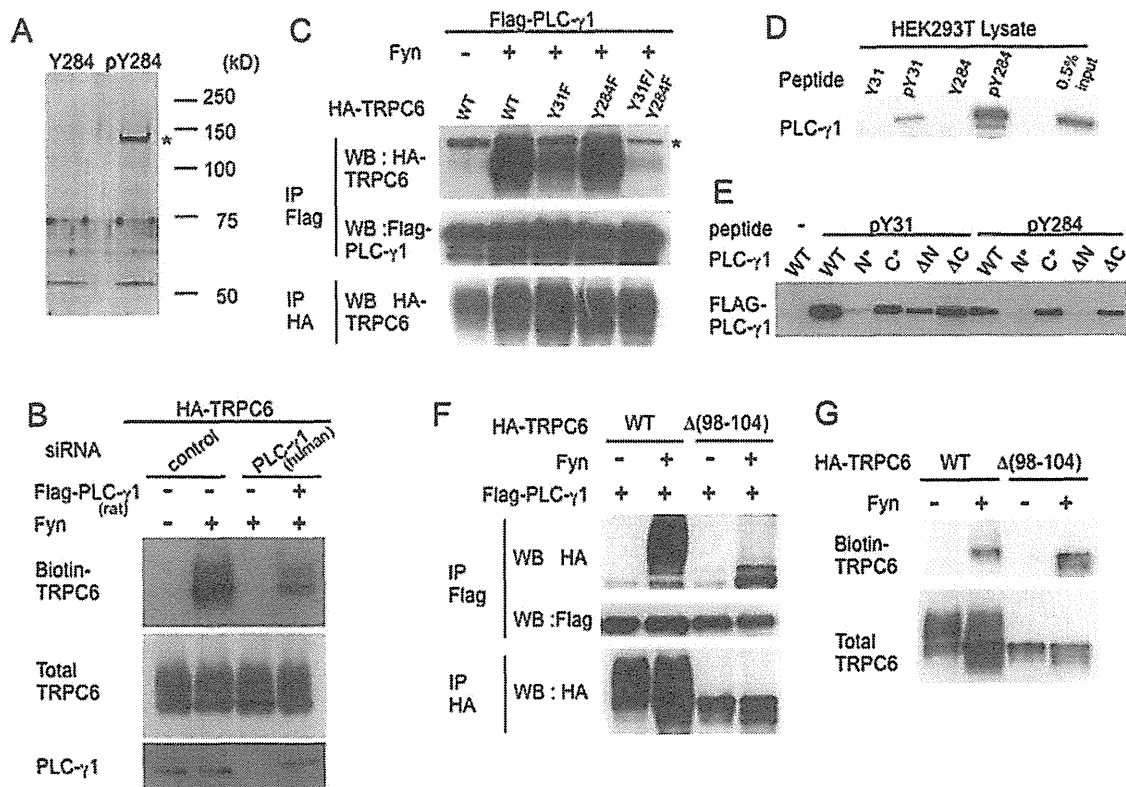 A
Y284 pY284 (kD)
250
150
*
100
75
50
C
Flag-PLC-γ1
Fyn - + + + +
HA-TRPC6 WT WT Y31F Y284F Y31F/Y284F
IP Flag
WB : HA-TRPC6
*
WB :Flag-PLC-γ1
IP HA
WB HA-TRPC6
D
HEK293T Lysate
Peptide Y31 pY31 Y284 pY284 0.5% input
PLC-γ1
E
peptide - pY31 pY284
PLC-γ1 WT WT N* C* ΔN ΔC WT N* C* ΔN ΔC
FLAG-PLC-γ1
B
HA-TRPC6
siRNA control PLC-γ1 (human)
Flag-PLC-γ1 (rat) - - - +
Fyn - + + +
Biotin-TRPC6
Total TRPC6
PLC-γ1
F
HA-TRPC6 WT Δ(98-104)
Fyn - + - +
Flag-PLC-γ1 + + + +
IP Flag
WB HA
WB :Flag
IP HA
WB : HA
G
HA-TRPC6 WT Δ(98-104)
Fyn - + - +
Biotin-TRPC6
Total TRPC6